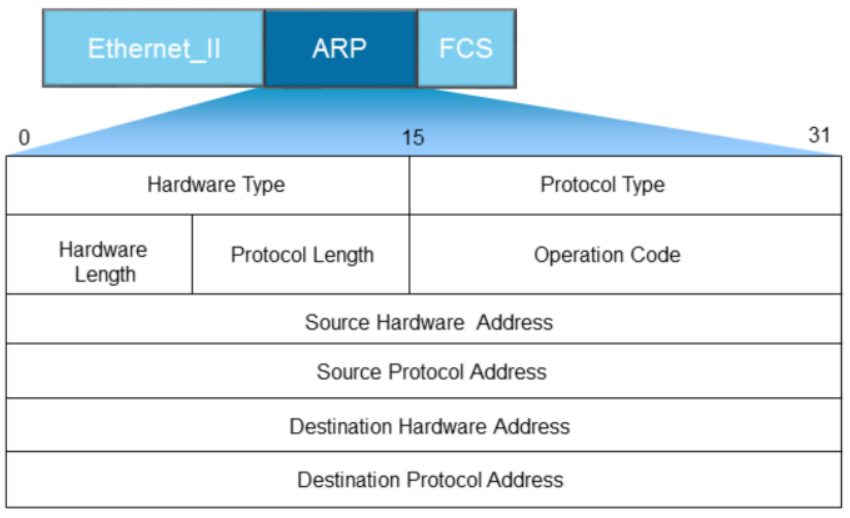 Ethernet_II ARP FCS
0 15 31
Hardware Type Protocol Type
Hardware
Length
Protocol Length Operation Code
Source Hardware Address
Source Protocol Address
Destination Hardware Address
Destination Protocol Address